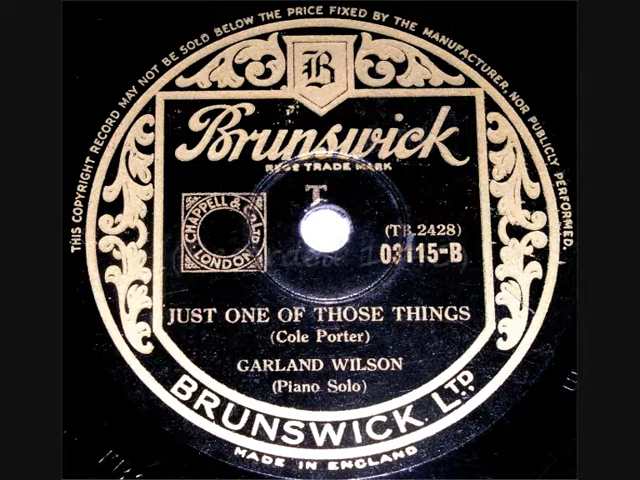 THIS COPYRIGHT RECORD MAY NOT BE SOLD BELOW THE PRICE FIXED BY THE MANUFACTURER, NOR PUBLICLY PERFORMED.
B
Brunswick
REGD TRADE MARK
T
CHAPPELL & Co LTD
LONDON
(TB.2428)
03115-B
JUST ONE OF THOSE THINGS
(Cole Porter)
GARLAND WILSON
(Piano Solo)
BRUNSWICK LTD
MADE IN ENGLAND